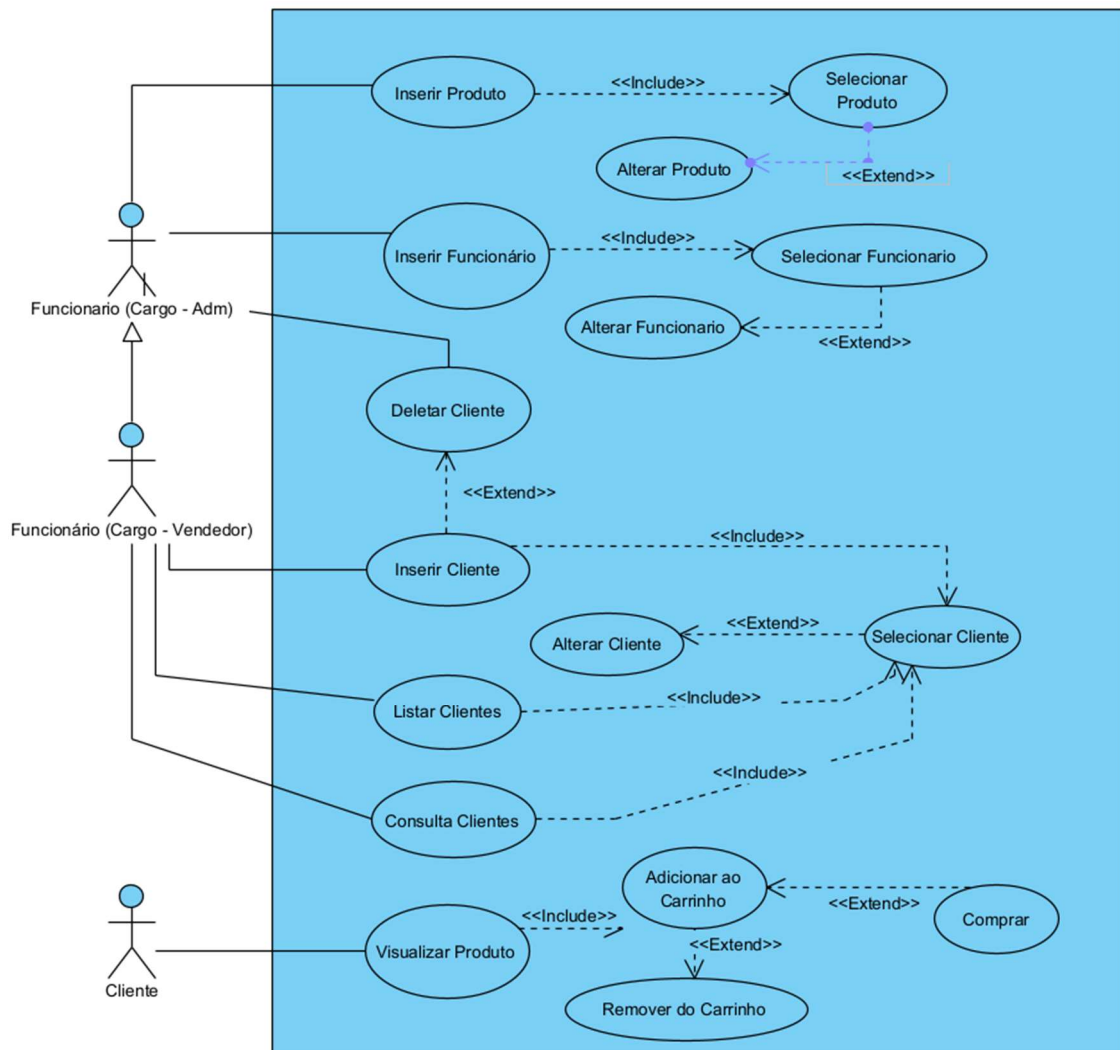 Inserir Produto
<<Include>>
Selecionar
Produto
Alterar Produto
<<Extend>>
Inserir Funcionário
<<Include>>
Selecionar Funcionario
Funcionario (Cargo - Adm)
Alterar Funcionario
<<Extend>>
Deletar Cliente
<<Extend>>
Funcionário (Cargo - Vendedor)
<<Include>>
Inserir Cliente
Alterar Cliente
<<Extend>>
Selecionar Cliente
Listar Clientes
<<Include>>
<<Include>>
Consulta Clientes
Adicionar ao
Carrinho
<<Extend>>
Comprar
<<Include>>
Visualizar Produto
<<Extend>>
Cliente
Remover do Carrinho